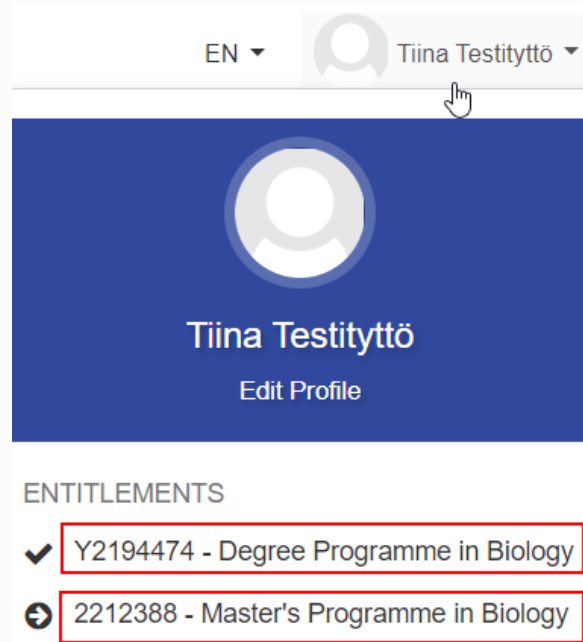 EN Tiina Testityttö
Tiina Testityttö
Edit Profile
ENTITLEMENTS
Y2194474 - Degree Programme in Biology
2212388 - Master's Programme in Biology